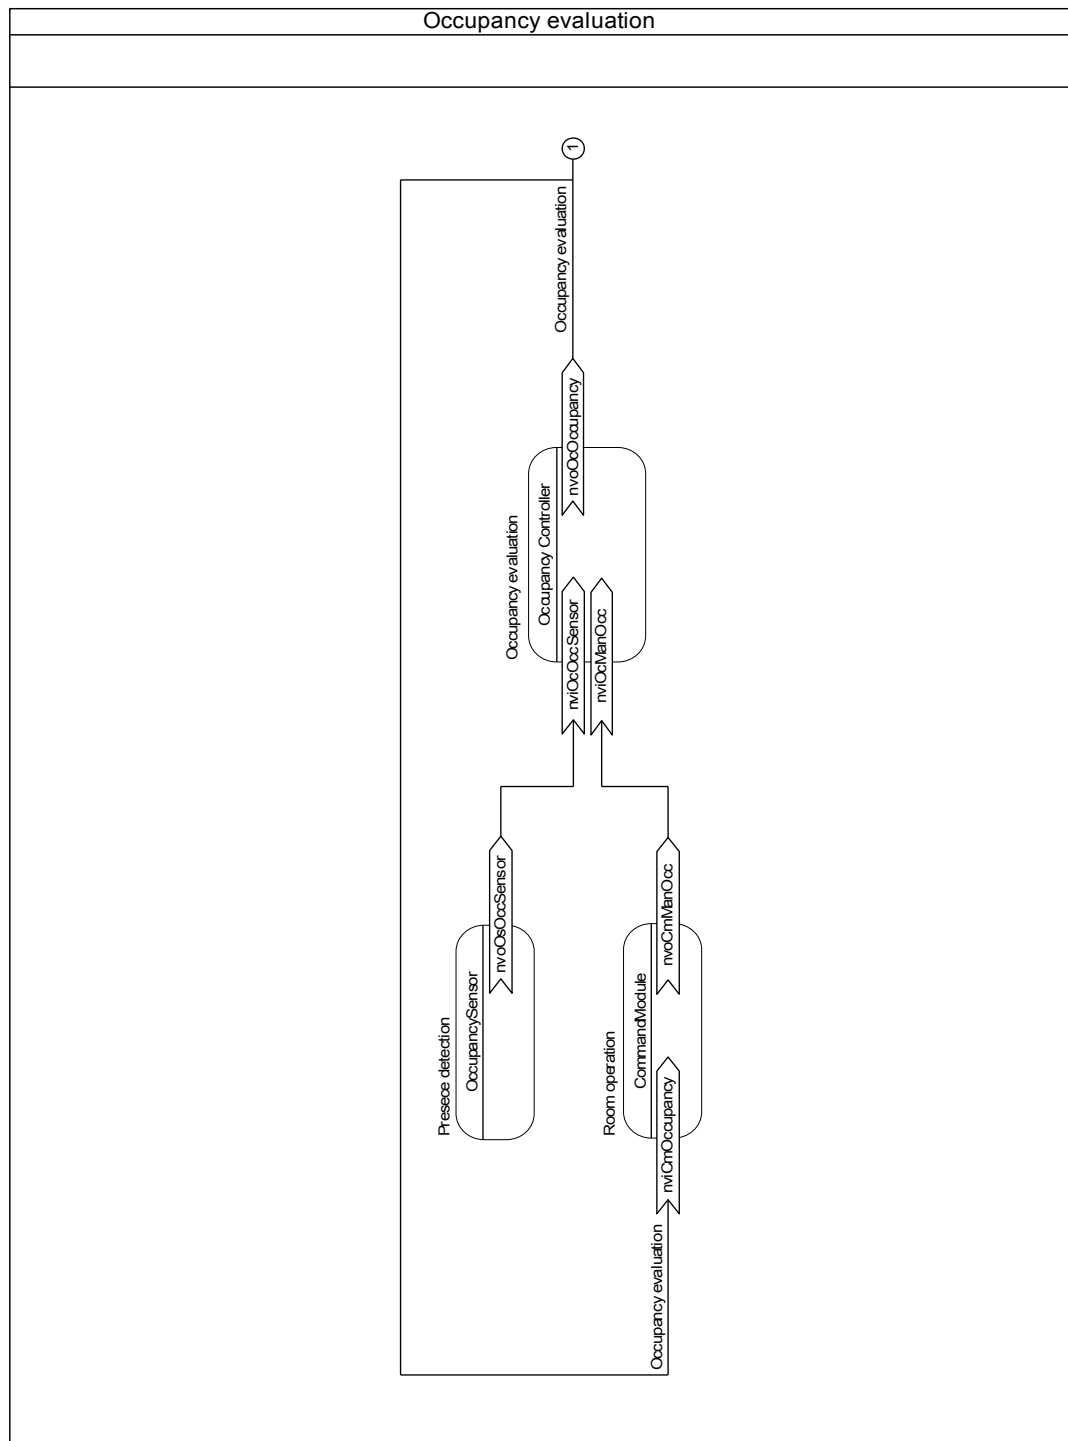 Occupancy evaluation
1
Occupancy evaluation
nvoOcOccupancy
Occupancy evaluation
Occupancy Controller
nviOcOccSensor
nviOcManOcc
Presece detection
OccupancySensor
nvoOsOccSensor
Room operation
CommandModule
nvoCmManOcc
nviCmOccupancy
Occupancy evaluation